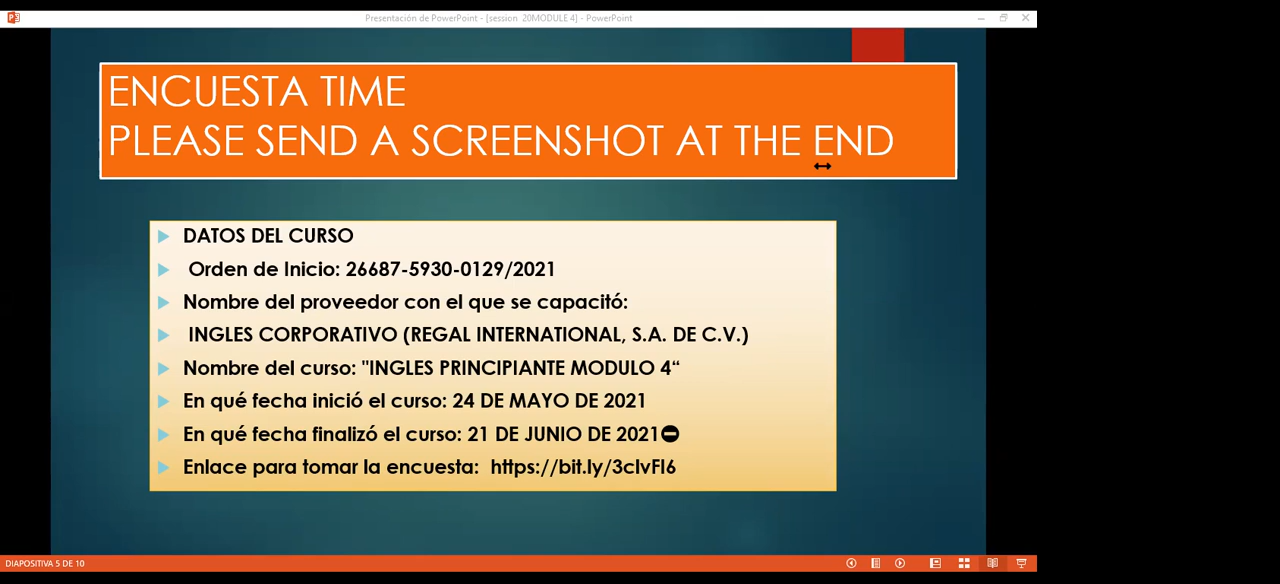 Presentación de PowerPoint - [session 20MODULE 4] - PowerPoint
ENCUESTA TIME
PLEASE SEND A SCREENSHOT AT THE END
DATOS DEL CURSO
Orden de Inicio: 26687-5930-0129/2021
Nombre del proveedor con el que se capacitó:
INGLES CORPORATIVO (REGAL INTERNATIONAL, S.A. DE C.V.)
Nombre del curso: "INGLES PRINCIPIANTE MODULO 4“
En qué fecha inició el curso: 24 DE MAYO DE 2021
En qué fecha finalizó el curso: 21 DE JUNIO DE 2021
Enlace para tomar la encuesta: https://bit.ly/3clvFl6
DIAPOSITIVA 5 DE 10